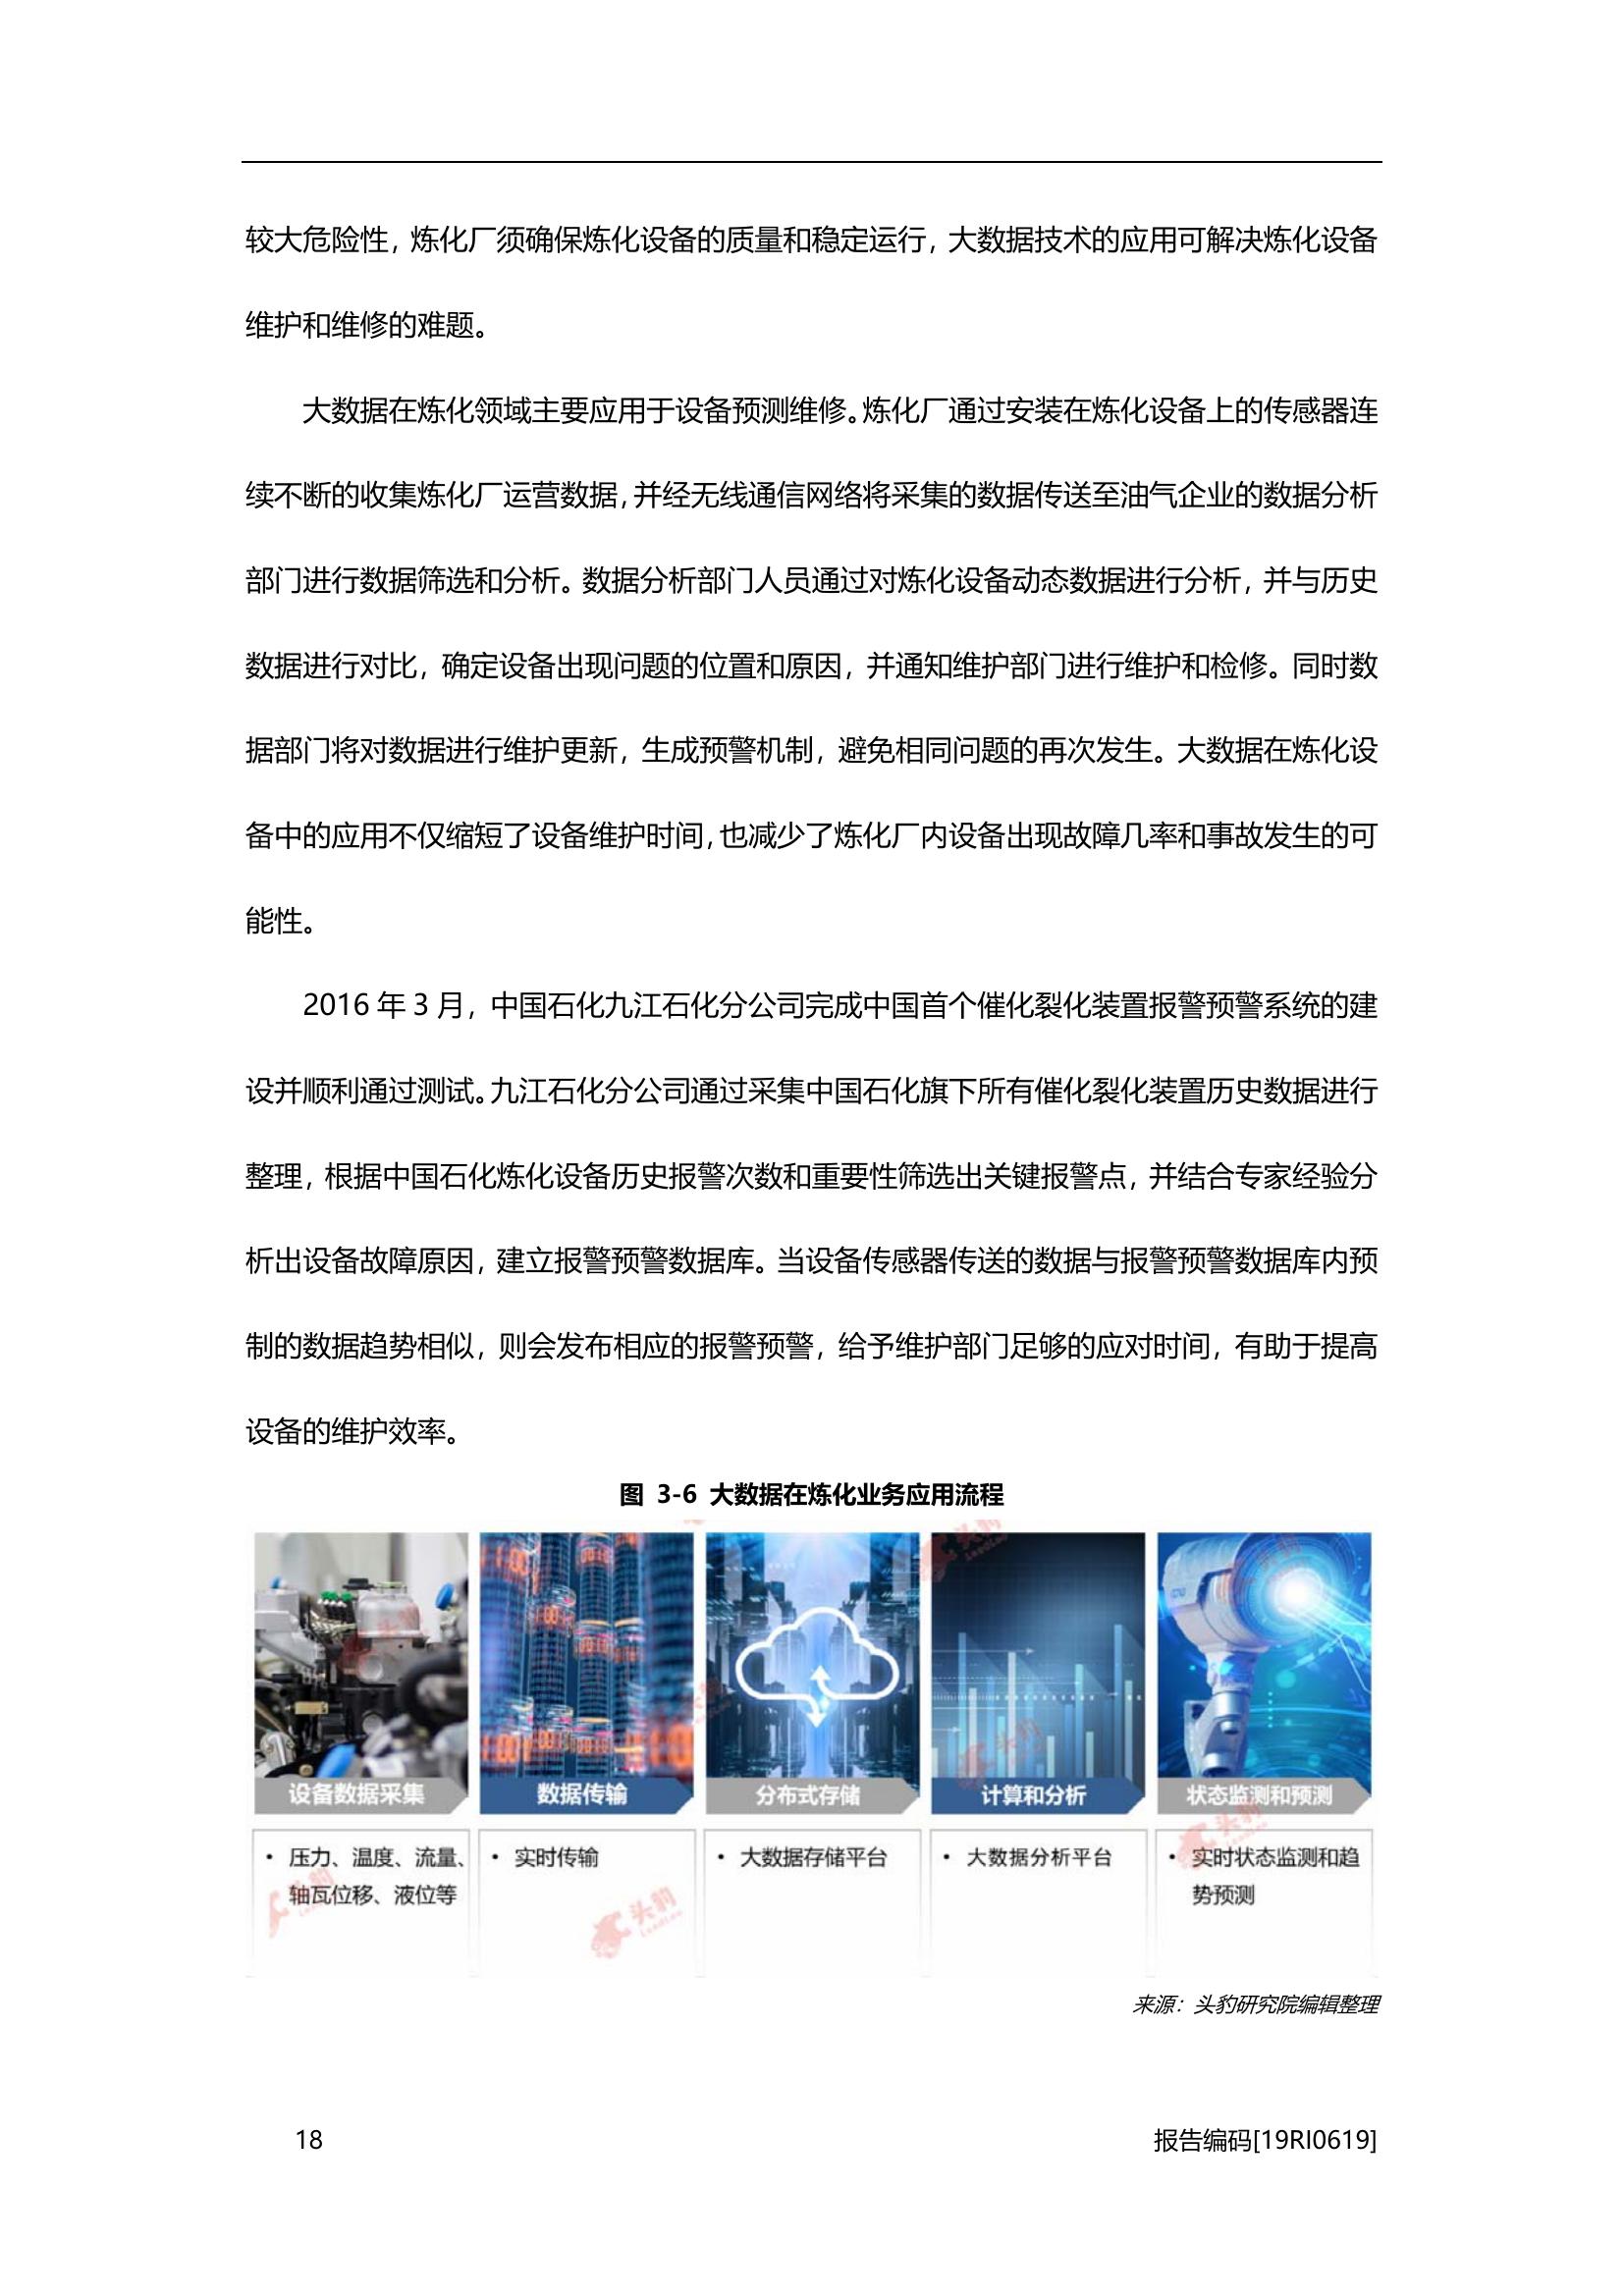 较大危险性，炼化厂须确保炼化设备的质量和稳定运行，大数据技术的应用可解决炼化设备
维护和维修的难题。
大数据在炼化领域主要应用于设备预测维修。炼化厂通过安装在炼化设备上的传感器连
续不断的收集炼化厂运营数据，并经无线通信网络将采集的数据传送至油气企业的数据分析
部门进行数据筛选和分析。数据分析部门人员通过对炼化设备动态数据进行分析，并与历史
数据进行对比，确定设备出现问题的位置和原因，并通知维护部门进行维护和检修。同时数
据部门将对数据进行维护更新，生成预警机制，避免相同问题的再次发生。大数据在炼化设
备中的应用不仅缩短了设备维护时间，也减少了炼化厂内设备出现故障几率和事故发生的可
能性。
2016 年 3 月，中国石化九江石化分公司完成中国首个催化裂化装置报警预警系统的建
设并顺利通过测试。九江石化分公司通过采集中国石化旗下所有催化裂化装置历史数据进行
整理，根据中国石化炼化设备历史报警次数和重要性筛选出关键报警点，并结合专家经验分
析出设备故障原因，建立报警预警数据库。当设备传感器传送的数据与报警预警数据库内预
制的数据趋势相似，则会发布相应的报警预警，给予维护部门足够的应对时间，有助于提高
设备的维护效率。
图 3-6 大数据在炼化业务应用流程
设备数据采集 数据传输 分布式存储 计算和分析 状态监测和预测
• 压力、温度、流量、 • 实时传输 • 大数据存储平台 • 大数据分析平台 • 实时状态监测和趋
轴瓦位移、液位等 势预测
头豹
LeadLeo
来源：头豹研究院编辑整理
18 报告编码[19RI0619]